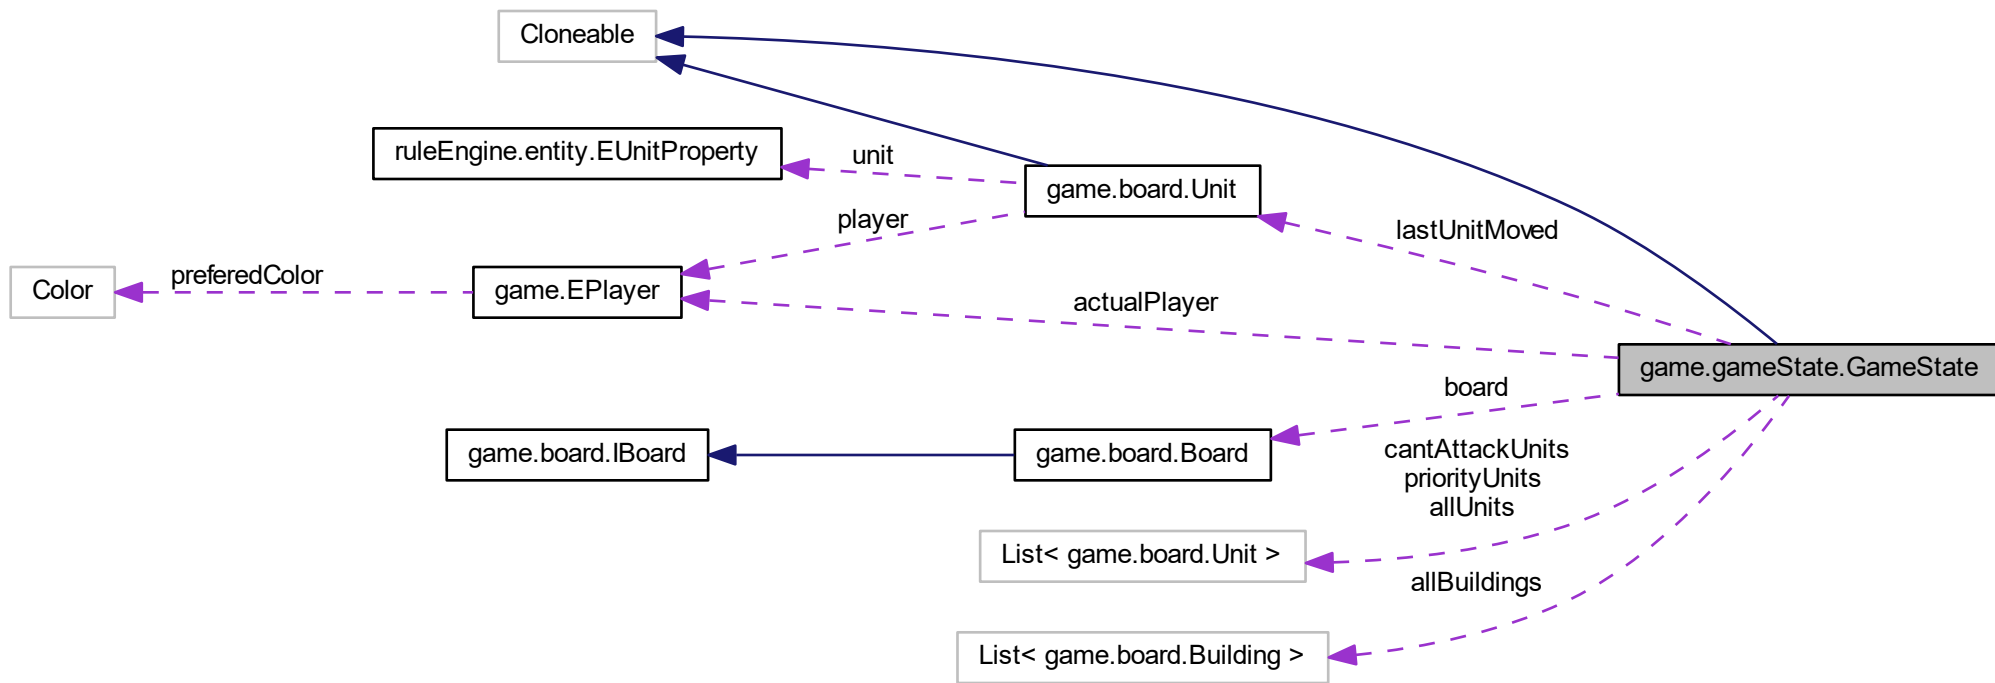 Cloneable
ruleEngine.entity.EUnitProperty
unit
game.board.Unit
player
lastUnitMoved
Color
preferedColor
game.EPlayer
actualPlayer
game.gameState.GameState
board
game.board.IBoard
game.board.Board
cantAttackUnits
priorityUnits
allUnits
List< game.board.Unit >
allBuildings
List< game.board.Building >